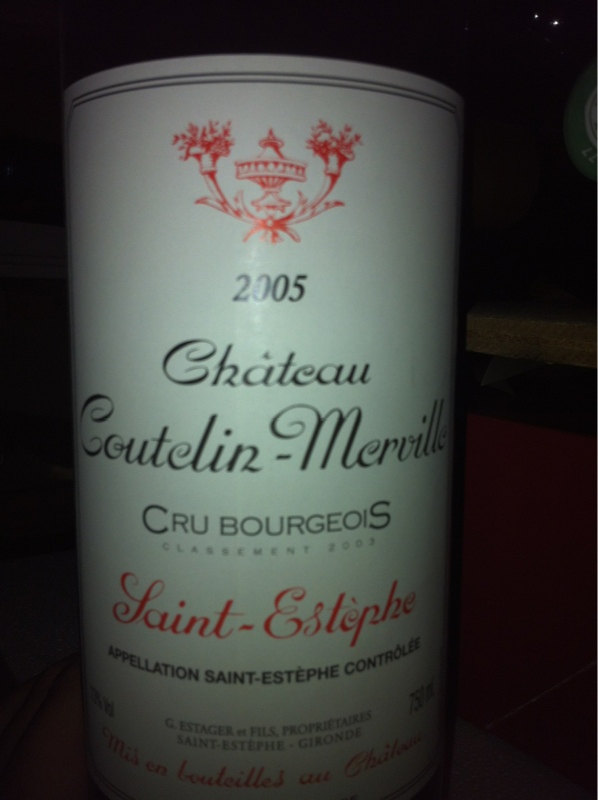 2005
Château
Coutelin-Merville
CRU BOURGEOIS
CLASSEMENT 2003
Saint-Estèphe
APPELLATION SAINT-ESTÈPHE CONTRÔLÉE
750 ml
G. ESTAGER et FILS, PROPRIÉTAIRES
SAINT-ESTÈPHE - GIRONDE
Mis en bouteilles au Château